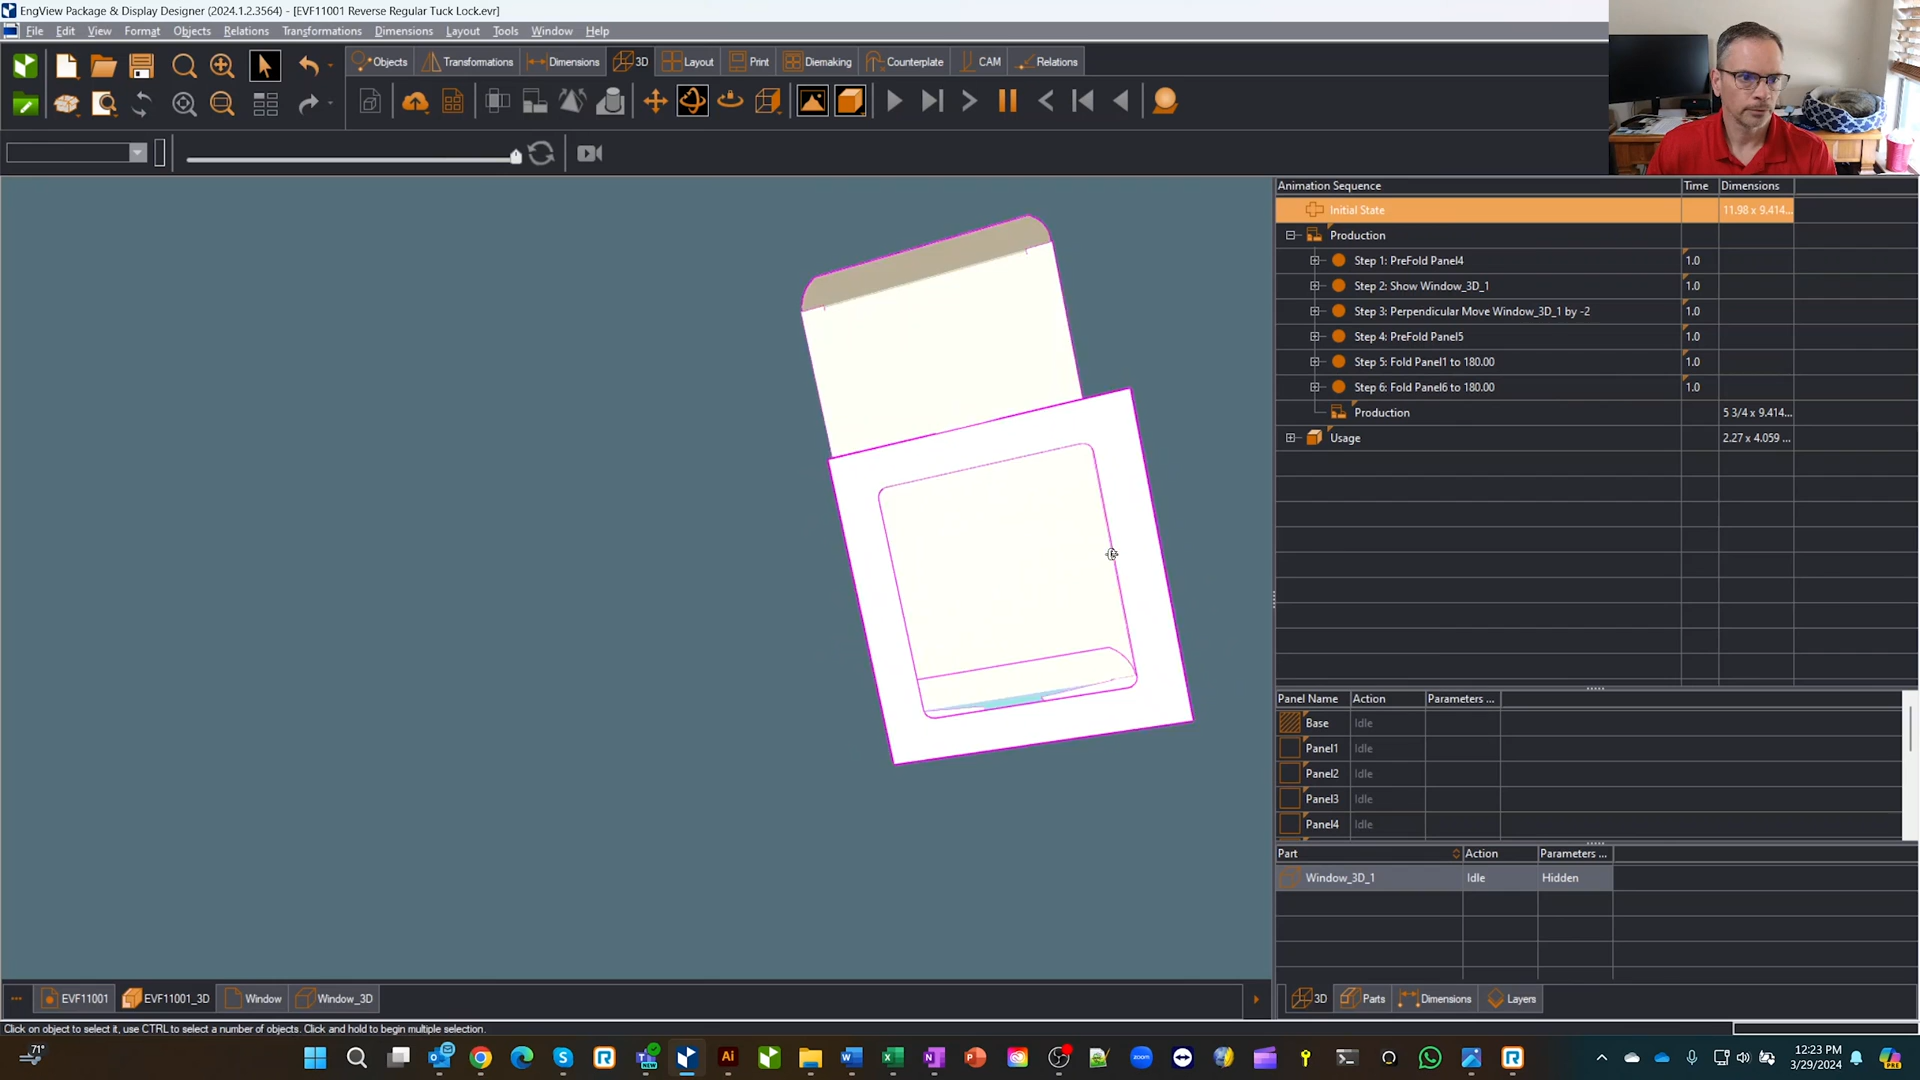 EngView Package & Display Designer (2024.1.2.3564) - [EVF11001 Reverse Regular Tuck Lock.evr]
File Edit View Format Objects Relations Transformations Dimensions Layout Tools Window Help
Objects Transformations Dimensions 3D Layout Print Diemaking Counterplate CAM Relations
Animation Sequence Time Dimensions
Initial State 11.98 x 9.414...
Production
Step 1: PreFold Panel4 1.0
Step 2: Show Window_3D_1 1.0
Step 3: Perpendicular Move Window_3D_1 by -2 1.0
Step 4: PreFold Panel5 1.0
Step 5: Fold Panel1 to 180.00 1.0
Step 6: Fold Panel6 to 180.00 1.0
Production 5 3/4 x 9.414...
Usage 2.27 x 4.059 ...
Panel Name Action Parameters ...
Base Idle
Panel1 Idle
Panel2 Idle
Panel3 Idle
Panel4 Idle
Part Action Parameters ...
Window_3D_1 Idle Hidden
EVF11001 EVF11001_3D Window Window_3D
3D Parts Dimensions Layers
Click on object to select it, use CTRL to select a number of objects. Click and hold to begin multiple selection.
71°
NEW
Ai
zoom
12:23 PM
3/29/2024
PRE